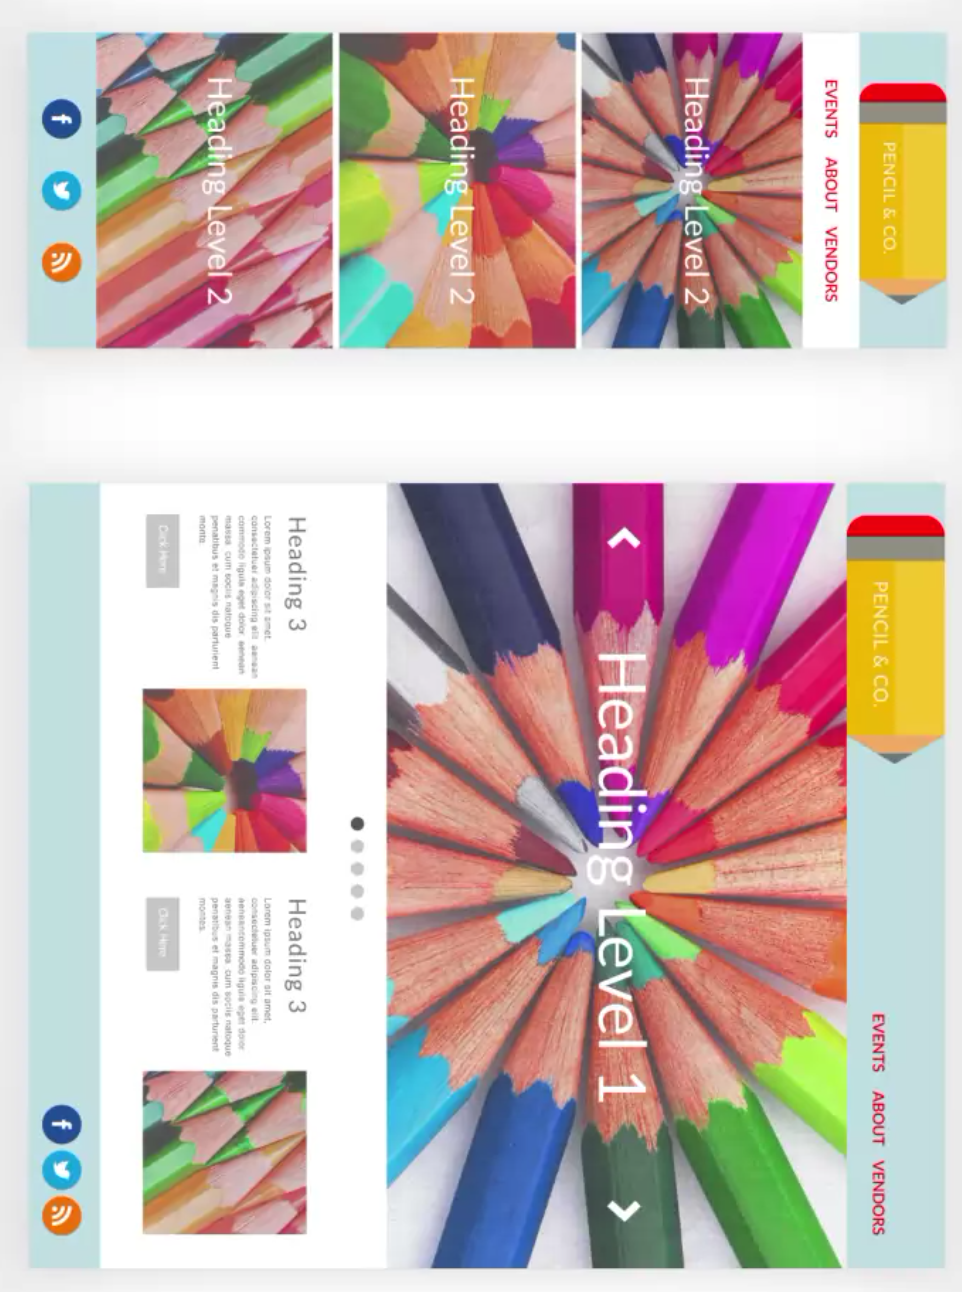 PENCIL & CO.
EVENTS ABOUT VENDORS
Heading Level 2
Heading Level 2
Heading Level 2
PENCIL & CO.
EVENTS ABOUT VENDORS
Heading Level 1
Heading 3
Lorem ipsum dolor sit amet,
consectetuer adipiscing elit. aenean
commodo ligula eget dolor. aenean
massa. cum sociis natoque
penatibus et magnis dis parturient
monte.
Click Here
Heading 3
Lorem ipsum dolor sit amet,
consectetuer adipiscing elit.
aeneancommodo ligula eget dolor.
aenean massa. cum sociis natoque
penatibus et magnis dis parturient
montes.
Click Here